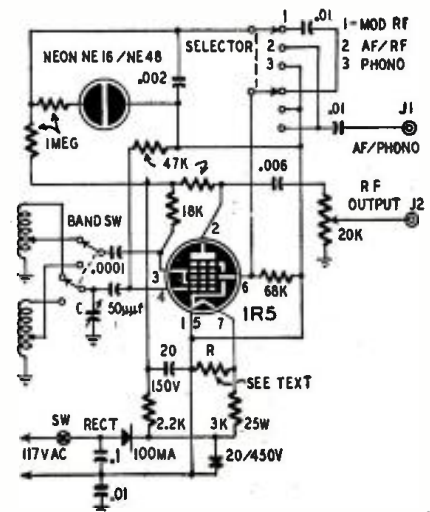 1
.01
1=MOD RF
NEON NE16/NE48
SELECTOR
2
2 AF/RF
3
3 PHONO
.002
.01
J1
1MEG
AF/PHONO
47K
.006
RF
OUTPUT J2
18K
2
20K
BAND SW
.0001
3
4
6
68K
C
50μμf
1R5
1 5 7
20
R
150V
SEE TEXT
SW
RECT
2.2K
3K
25W
117VAC
.1
100MA
20/450V
.01